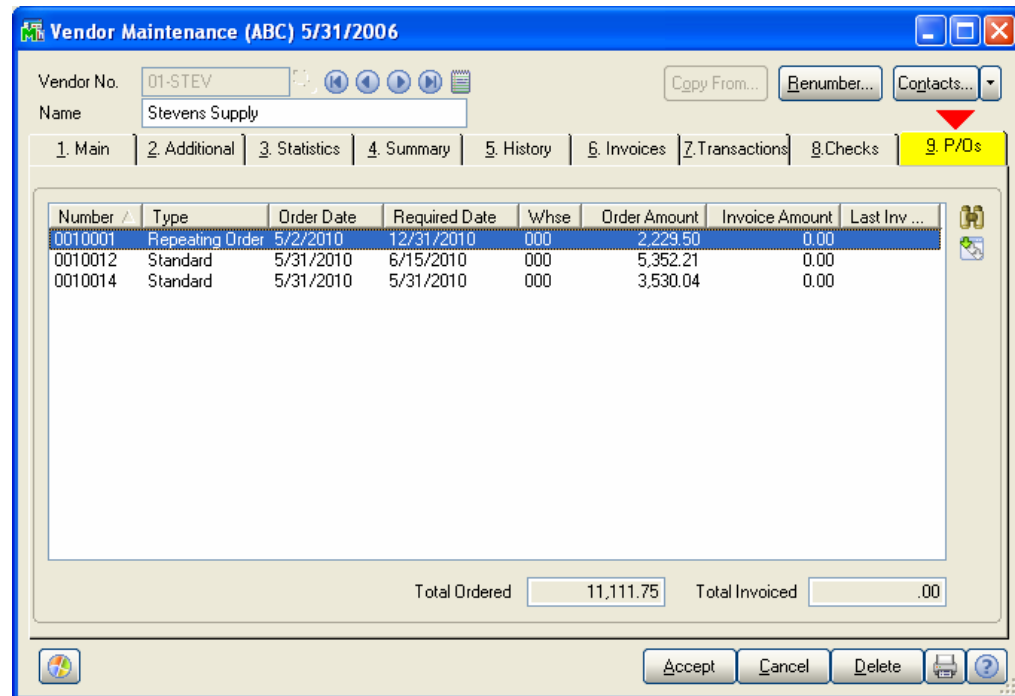 Vendor Maintenance (ABC) 5/31/2006
Vendor No. 01-STEV Copy From... Renumber... Contacts...
Name Stevens Supply
1. Main 2. Additional 3. Statistics 4. Summary 5. History 6. Invoices 7.Transactions 8.Checks 9. P/Os
Number Type Order Date Required Date Whse Order Amount Invoice Amount Last Inv ...
0010001 Repeating Order 5/2/2010 12/31/2010 000 2,229.50 0.00
0010012 Standard 5/31/2010 6/15/2010 000 5,352.21 0.00
0010014 Standard 5/31/2010 5/31/2010 000 3,530.04 0.00
Total Ordered 11,111.75 Total Invoiced .00
Accept Cancel Delete